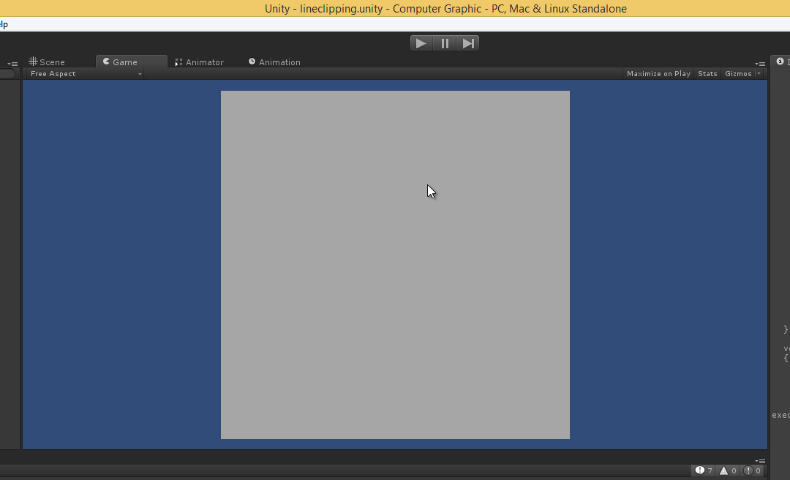 Unity - lineclipping.unity - Computer Graphic - PC, Mac & Linux Standalone
lp
Scene Game Animator Animation
Free Aspect Maximize on Play Stats Gizmos
}
{
exec
7 0 0